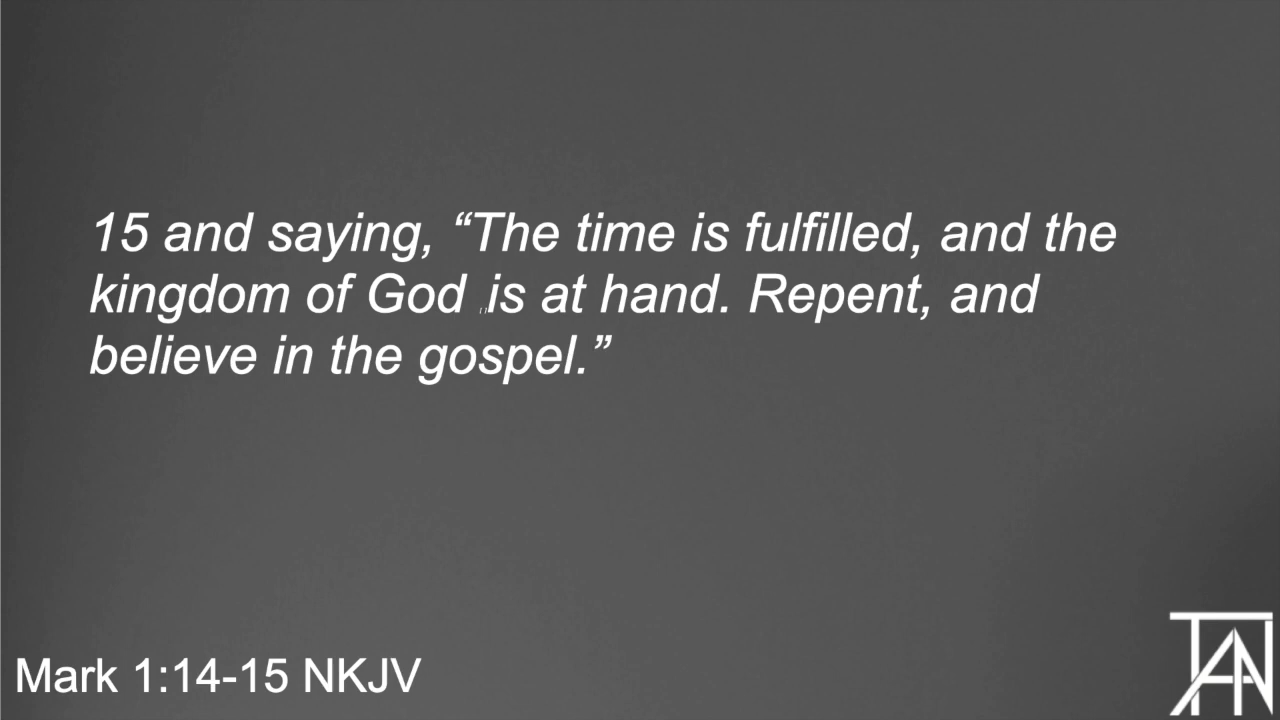 15 and saying, “The time is fulfilled, and the
kingdom of God is at hand. Repent, and
believe in the gospel.”
Mark 1:14-15 NKJV